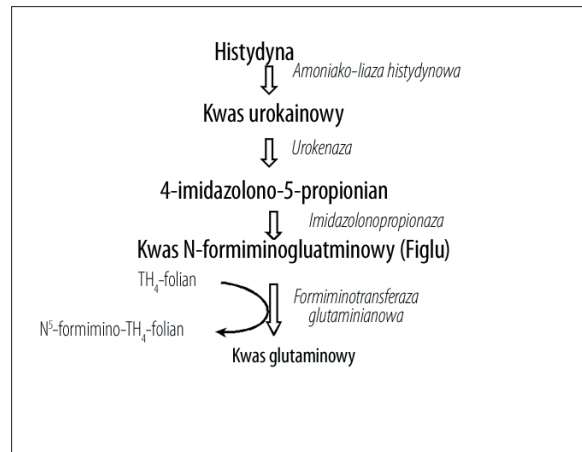 Histydyna
Amoniako-liaza histydynowa
Kwas urokainowy
Urokenaza
4-imidazolono-5-propionian
Imidazolonopropionaza
Kwas N-formiminogluatminowy (Figlu)
TH₄-folian
Formiminotransferaza
glutaminianowa
N⁵-formimino-TH₄-folian
Kwas glutaminowy